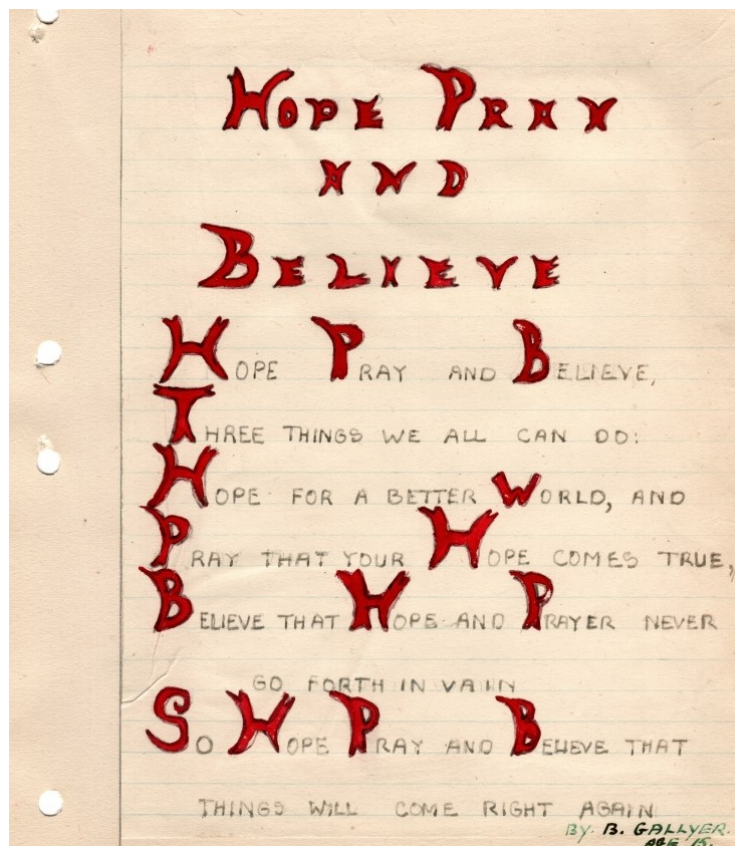 HOPE PRAY
AND
BELIEVE
HOPE PRAY AND BELIEVE,
THREE THINGS WE ALL CAN DO:
HOPE FOR A BETTER WORLD, AND
PRAY THAT YOUR HOPE COMES TRUE,
BELIEVE THAT HOPE AND PRAYER NEVER
GO FORTH IN VAIN
SO HOPE PRAY AND BELIEVE THAT
THINGS WILL COME RIGHT AGAIN
BY. B. GALLYER.
AGE 15.